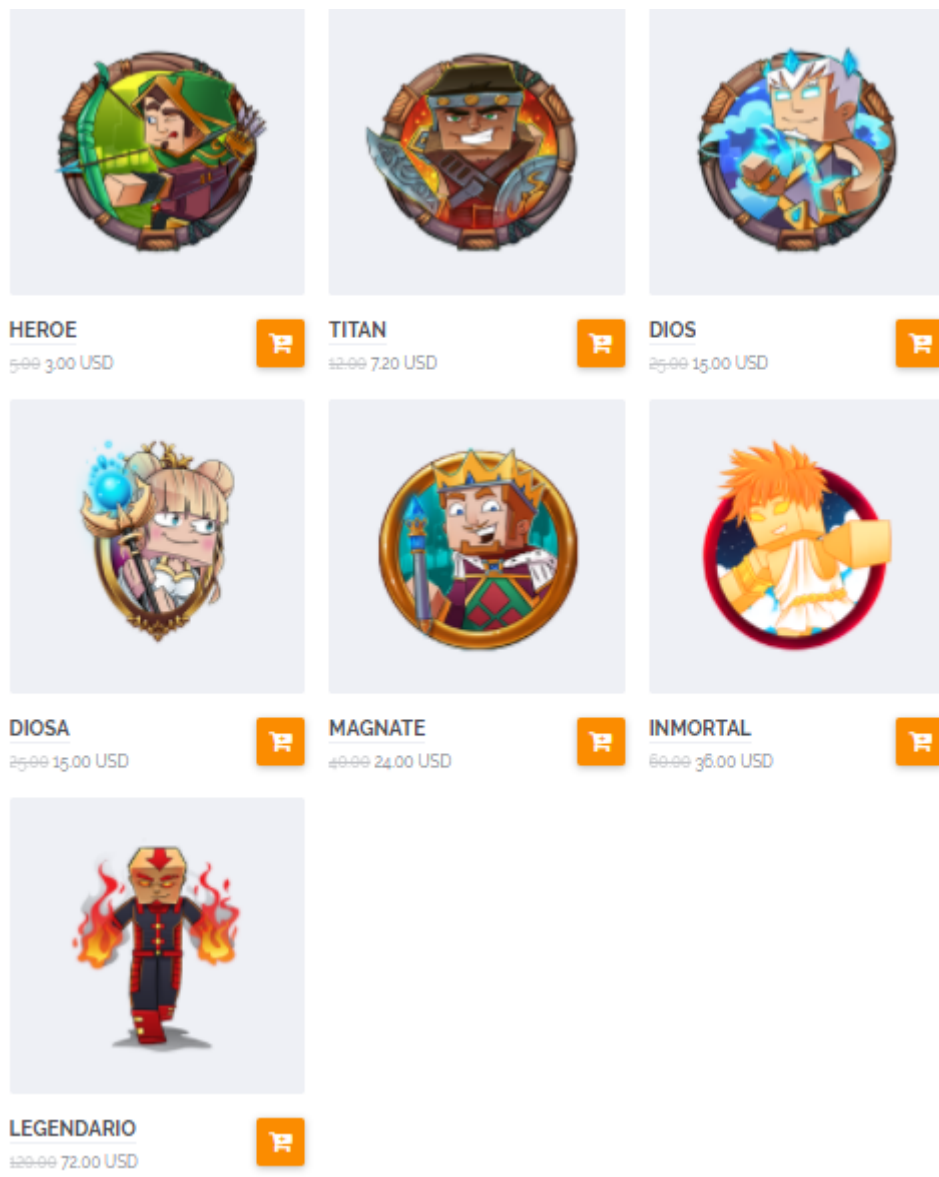 HEROE
5.00 3.00 USD
TITAN
12.00 7.20 USD
DIOS
25.00 15.00 USD
DIOSA
25.00 15.00 USD
MAGNATE
40.00 24.00 USD
INMORTAL
60.00 36.00 USD
LEGENDARIO
120.00 72.00 USD